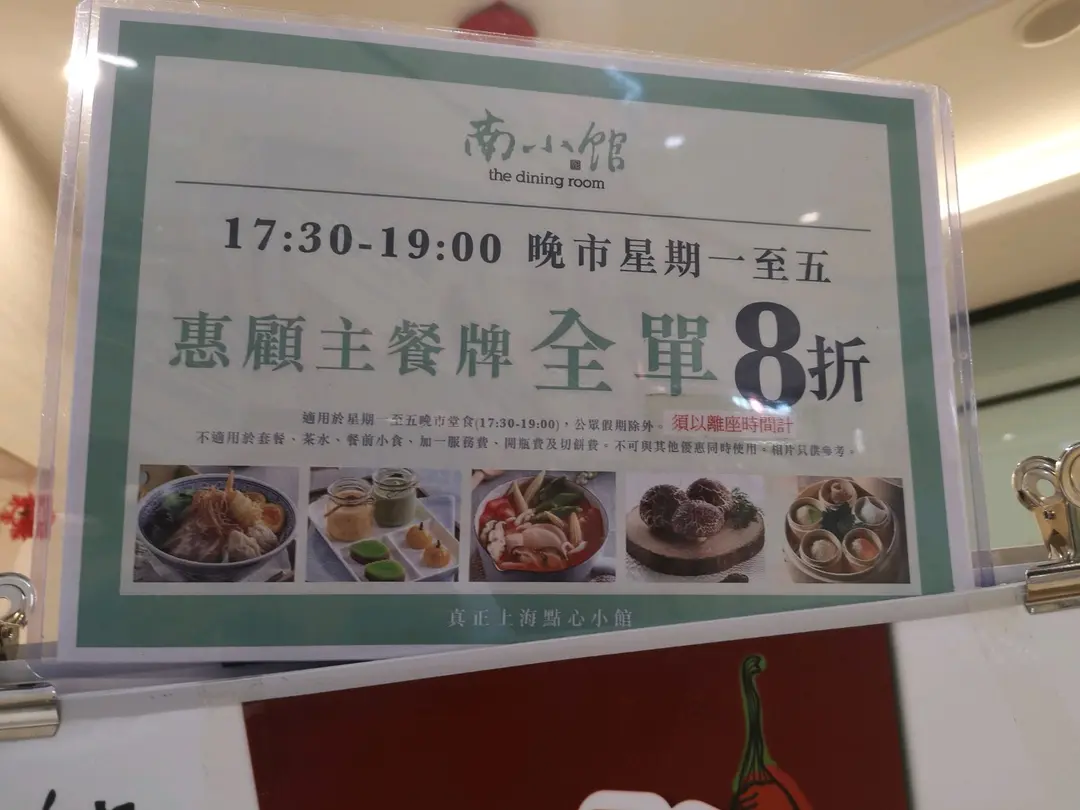 南小館
the dining room
17:30-19:00 晚市星期一至五
惠顧主餐牌全單8折
適用於星期一至五晚市堂食(17:30-19:00)，公眾假期除外。須以離座時間計
不適用於套餐、茶水、餐前小食、加一服務費、開瓶費及切餅費。不可與其他優惠同時使用。相片只供參考。
真正上海點心小館